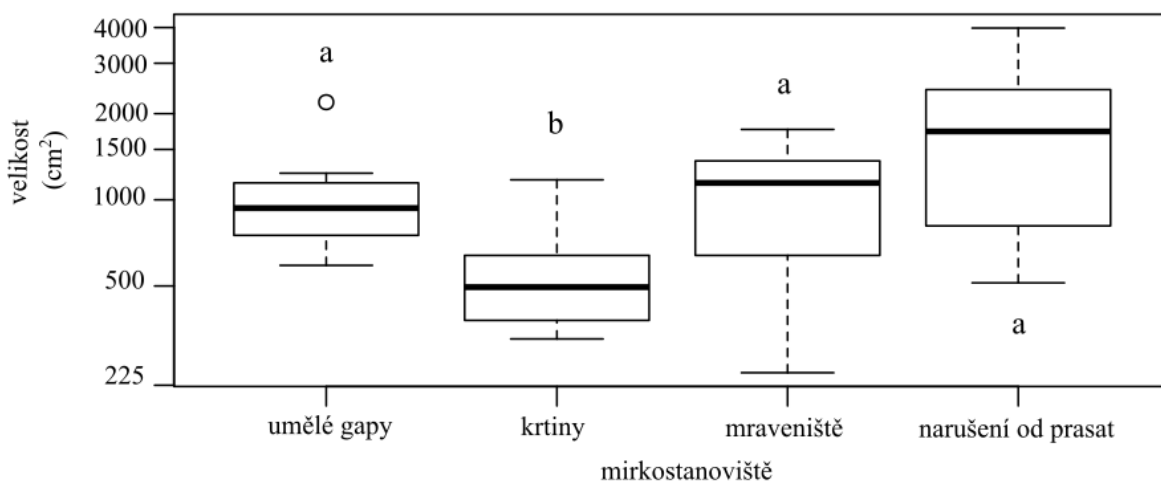 4000
3000
2000
1500
1000
500
225
velikost
(cm²)
a
b
a
a
umělé gapy
krtiny
mraveniště
narušení od prasat
mirkostanoviště